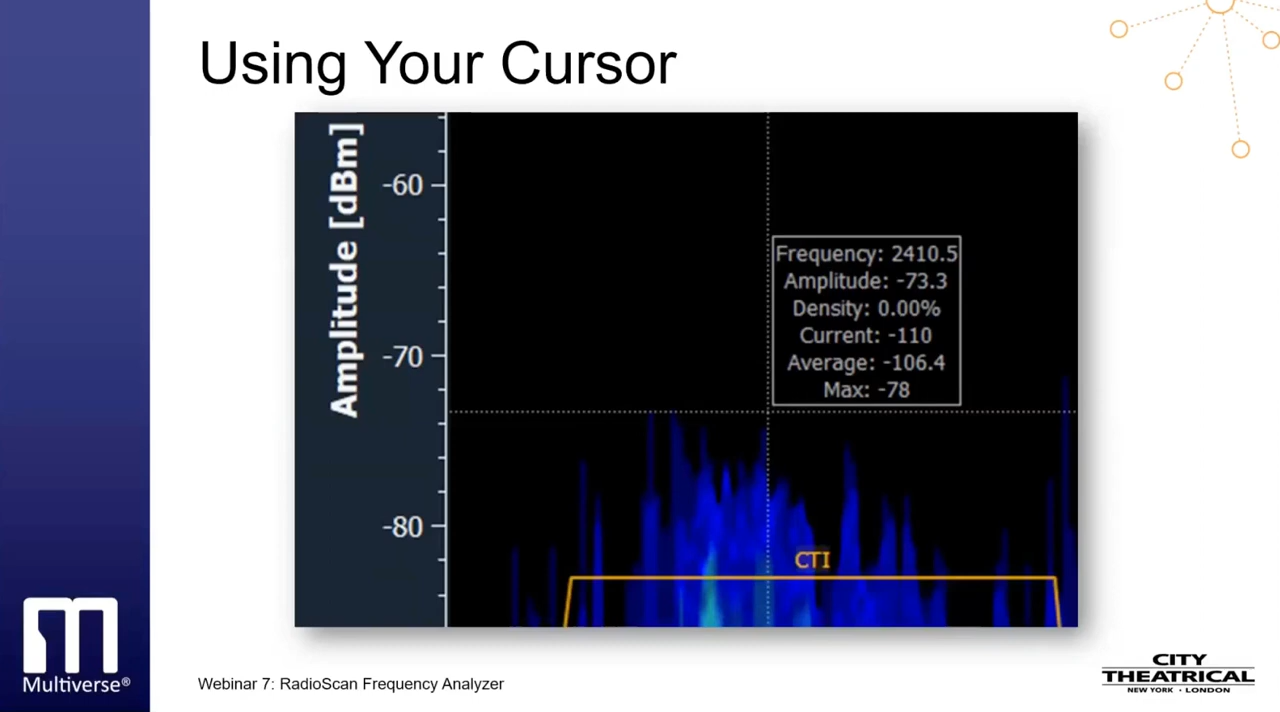 Using Your Cursor
Amplitude [dBm]
-60
-70
-80
Frequency: 2410.5
Amplitude: -73.3
Density: 0.00%
Current: -110
Average: -106.4
Max: -78
CTI
Multiverse®
Webinar 7: RadioScan Frequency Analyzer
CITY
THEATRICAL
NEW YORK • LONDON